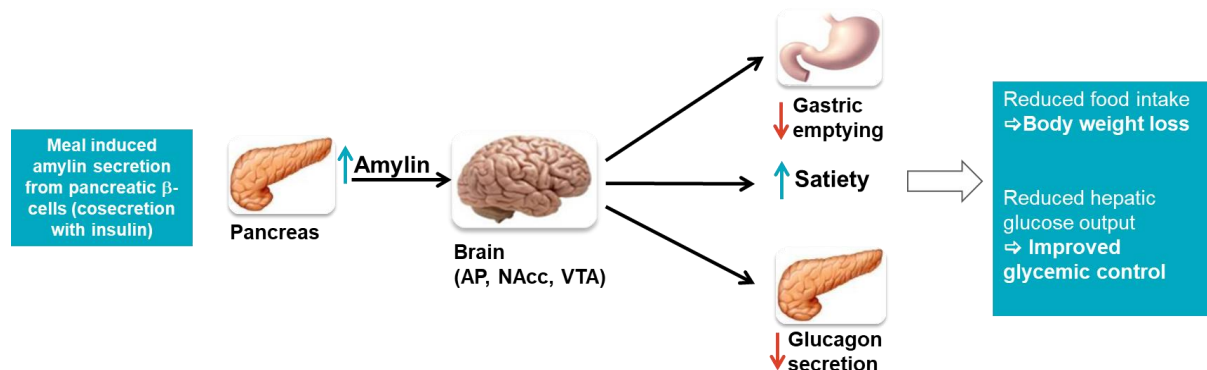 Meal induced
amylin secretion
from pancreatic β-
cells (cosecretion
with insulin)
Pancreas
Amylin
Brain
(AP, NAcc, VTA)
Gastric
emptying
Satiety
Glucagon
secretion
Reduced food intake
⇨Body weight loss
Reduced hepatic
glucose output
⇨ Improved
glycemic control